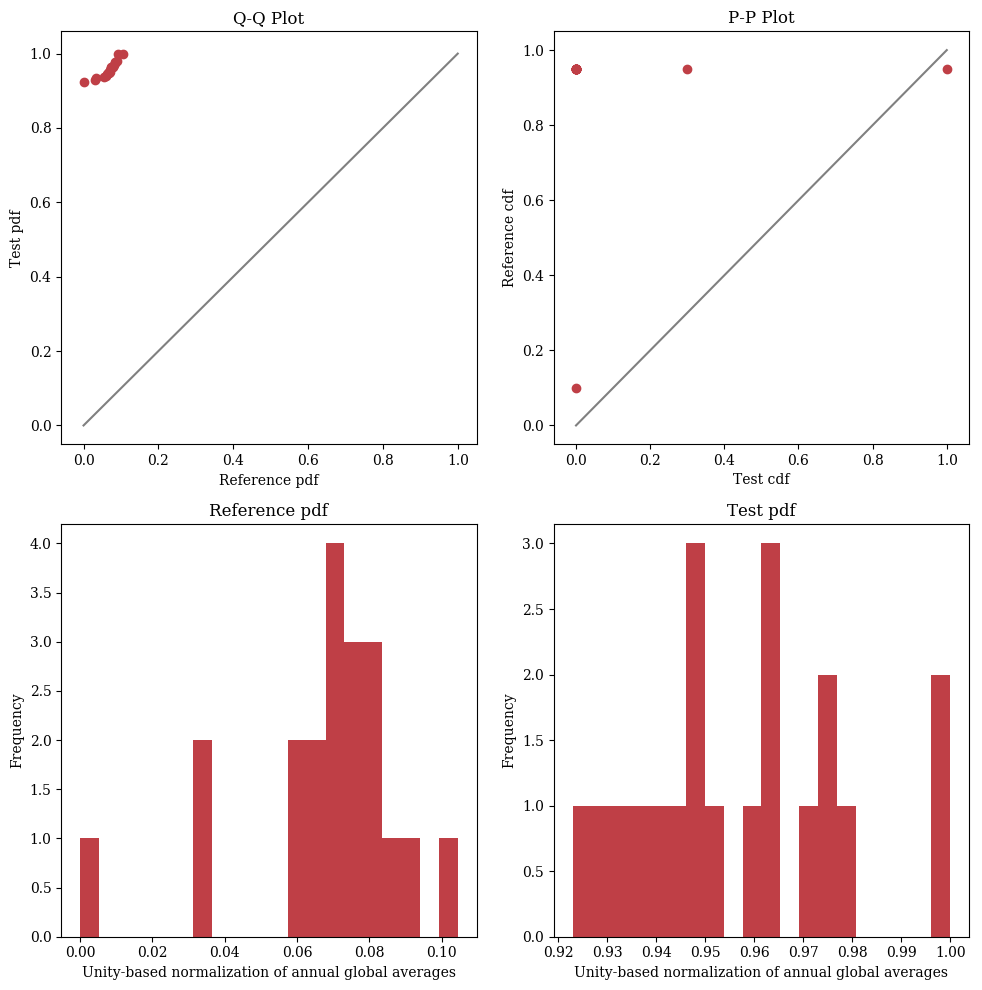 Q-Q Plot
Test pdf
1.0
0.8
0.6
0.4
0.2
0.0
0.0 0.2 0.4 0.6 0.8 1.0
Reference pdf
P-P Plot
Reference cdf
1.0
0.8
0.6
0.4
0.2
0.0
0.0 0.2 0.4 0.6 0.8 1.0
Test cdf
Reference pdf
Frequency
4.0
3.5
3.0
2.5
2.0
1.5
1.0
0.5
0.0
0.00 0.02 0.04 0.06 0.08 0.10
Unity-based normalization of annual global averages
Test pdf
Frequency
3.0
2.5
2.0
1.5
1.0
0.5
0.0
0.92 0.93 0.94 0.95 0.96 0.97 0.98 0.99 1.00
Unity-based normalization of annual global averages